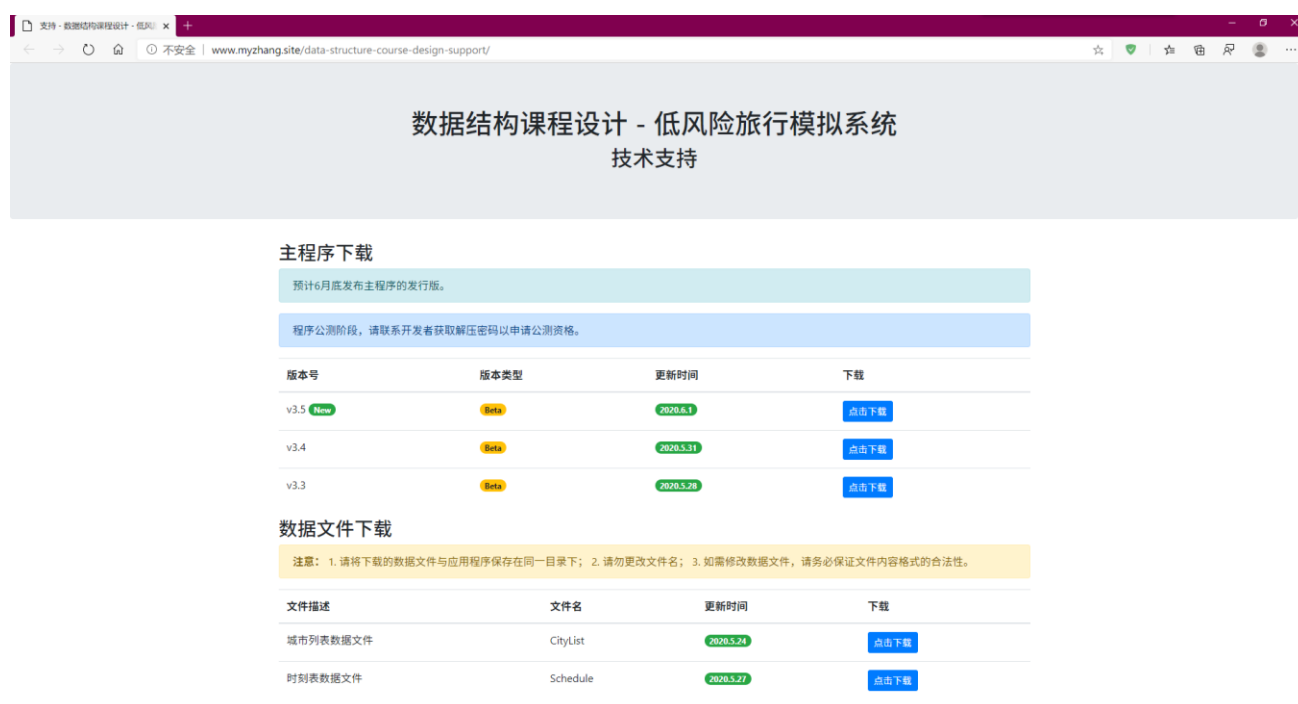 支持 - 数据结构课程设计 - 低风
不安全 | www.myzhang.site/data-structure-course-design-support/
数据结构课程设计 - 低风险旅行模拟系统
技术支持
主程序下载
预计6月底发布主程序的发行版。
程序公测阶段，请联系开发者获取解压密码以申请公测资格。
版本号 版本类型 更新时间 下载
v3.5 New Beta 2020.6.1 点击下载
v3.4 Beta 2020.5.31 点击下载
v3.3 Beta 2020.5.28 点击下载
数据文件下载
注意： 1. 请将下载的数据文件与应用程序保存在同一目录下； 2. 请勿更改文件名； 3. 如需修改数据文件，请务必保证文件内容格式的合法性。
文件描述 文件名 更新时间 下载
城市列表数据文件 CityList 2020.5.24 点击下载
时刻表数据文件 Schedule 2020.5.27 点击下载